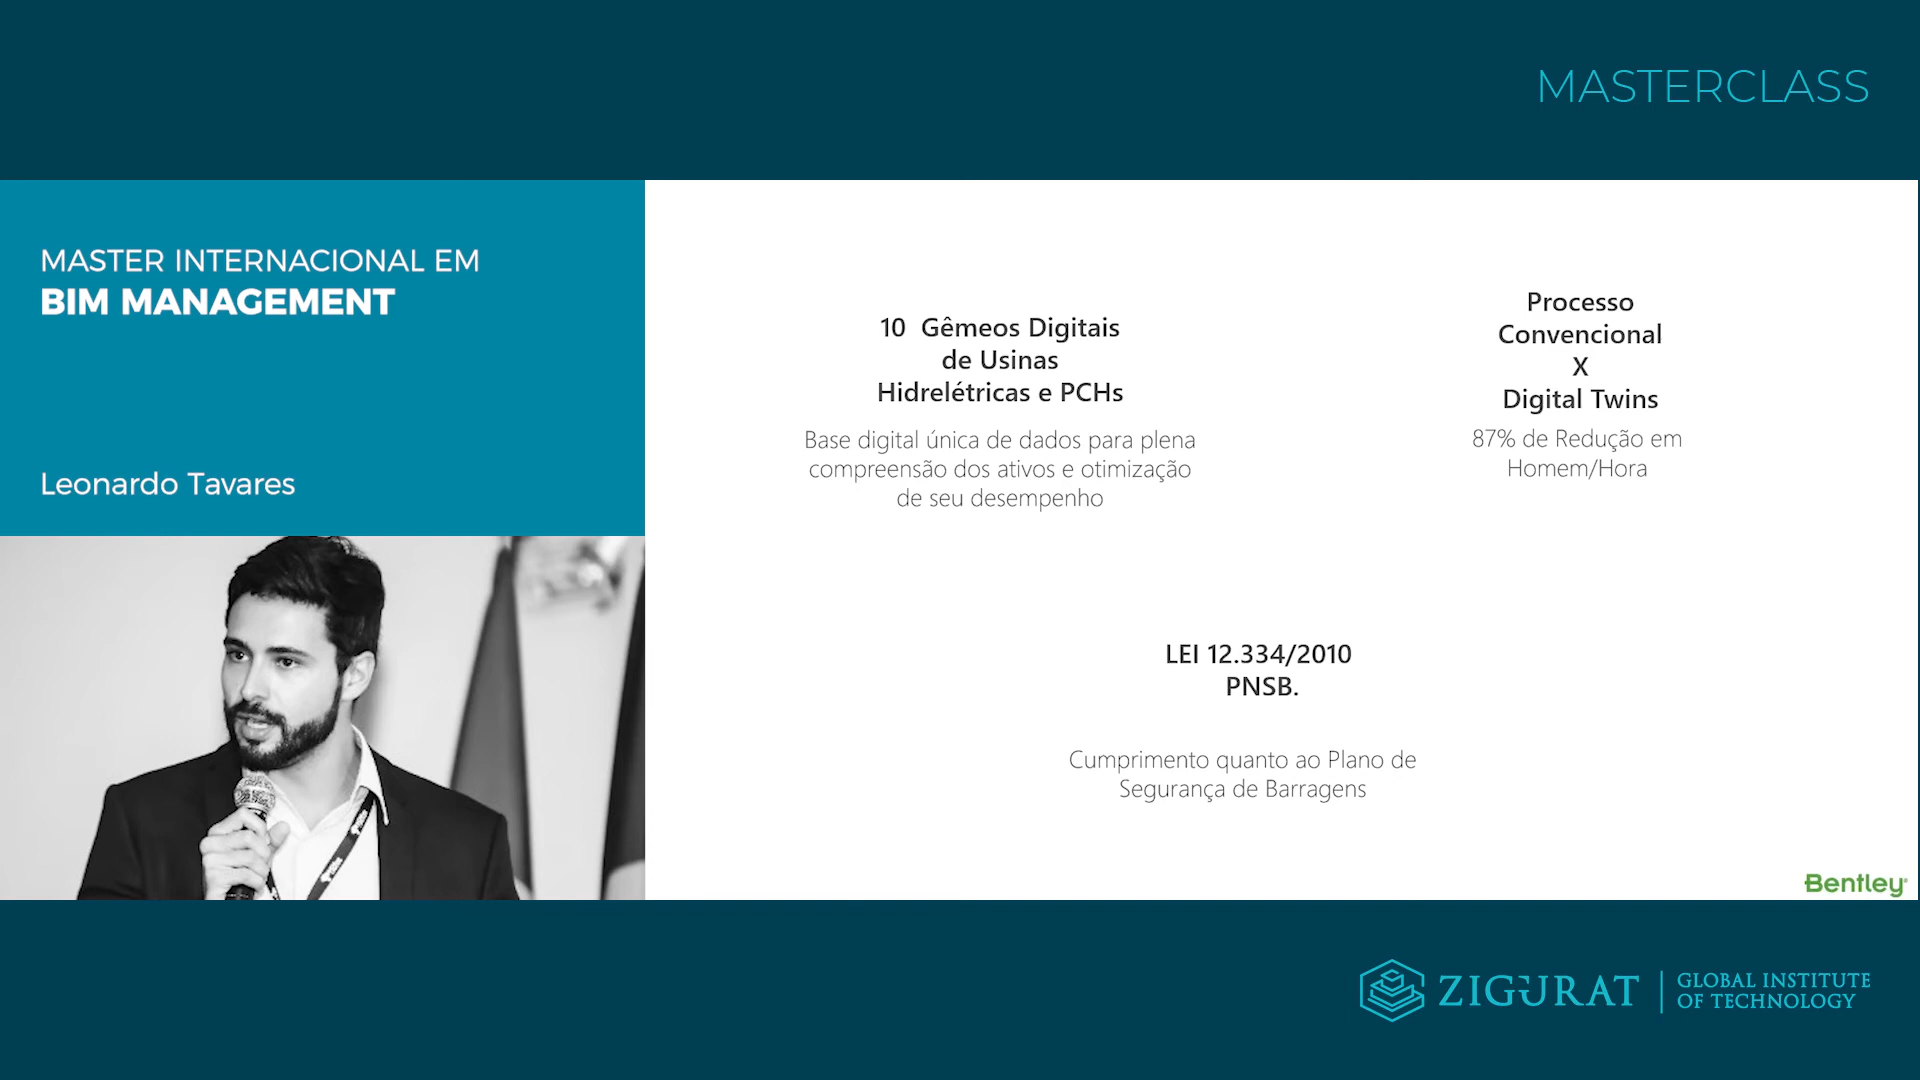 MASTERCLASS
MASTER INTERNACIONAL EM
BIM MANAGEMENT
Leonardo Tavares
10 Gêmeos Digitais
de Usinas
Hidrelétricas e PCHs
Base digital única de dados para plena
compreensão dos ativos e otimização
de seu desempenho
Processo
Convencional
X
Digital Twins
87% de Redução em
Homem/Hora
LEI 12.334/2010
PNSB.
Cumprimento quanto ao Plano de
Segurança de Barragens
Bentley
ZIGURAT
GLOBAL INSTITUTE
OF TECHNOLOGY